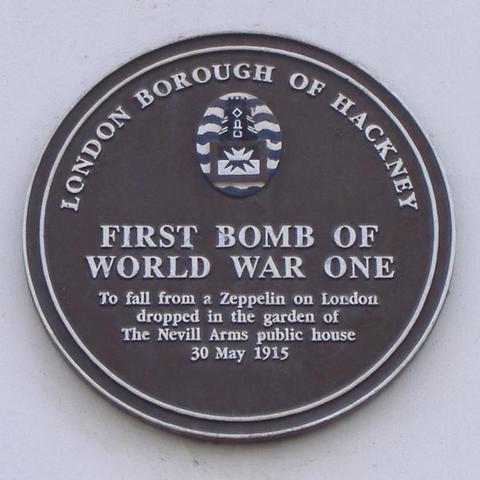 LONDON BOROUGH OF HACKNEY
FIRST BOMB OF
WORLD WAR ONE
To fall from a Zeppelin on London
dropped in the garden of
The Nevill Arms public house
30 May 1915